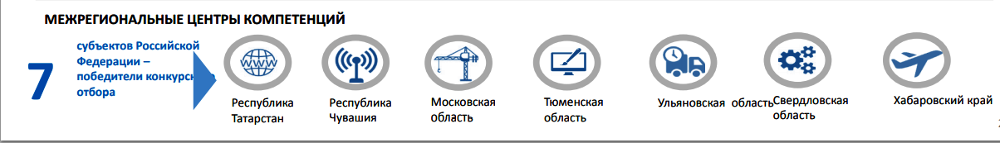 МЕЖРЕГИОНАЛЬНЫЕ ЦЕНТРЫ КОМПЕТЕНЦИЙ
7
субъектов Российской
Федерации –
победители конкурсного
отбора
WWW
Республика
Татарстан
Республика
Чувашия
Московская
область
Тюменская
область
Ульяновская область
Свердловская
область
Хабаровский край